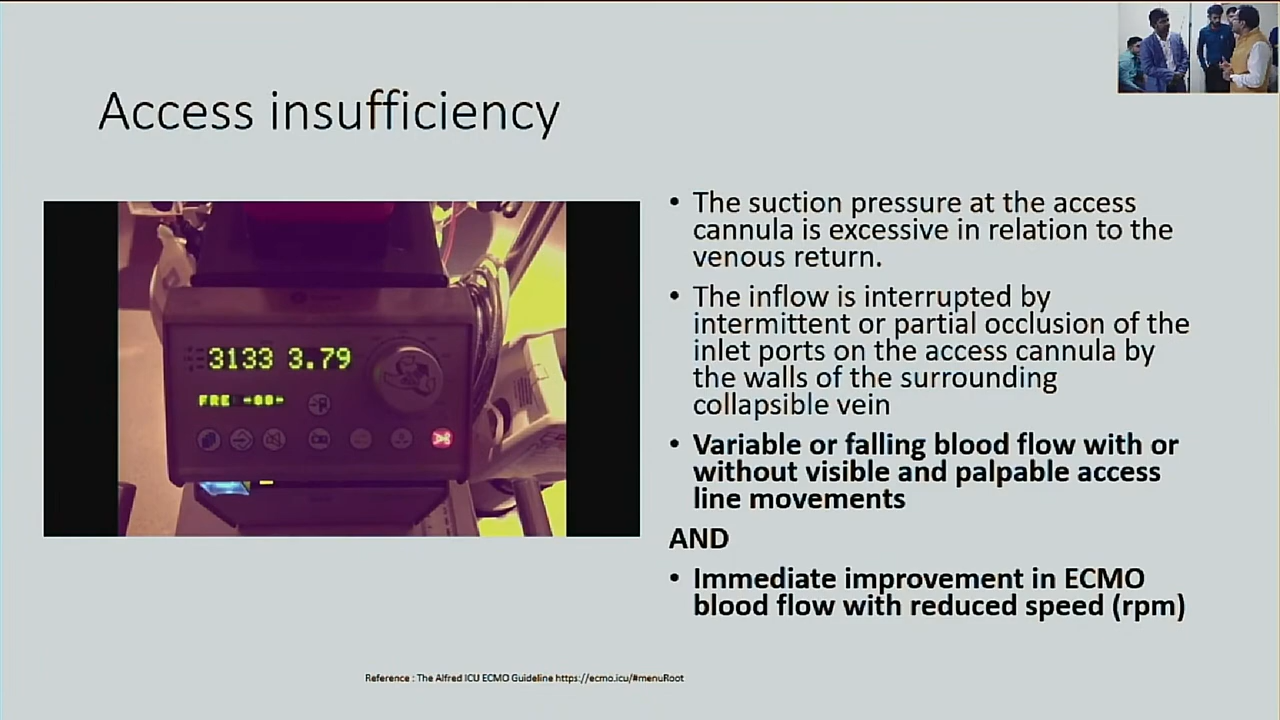 Access insufficiency
3133 3.79
FRE -00-
• The suction pressure at the access
cannula is excessive in relation to the
venous return.
• The inflow is interrupted by
intermittent or partial occlusion of the
inlet ports on the access cannula by
the walls of the surrounding
collapsible vein
• Variable or falling blood flow with or
without visible and palpable access
line movements
AND
• Immediate improvement in ECMO
blood flow with reduced speed (rpm)
Reference : The Alfred ICU ECMO Guideline https://ecmo.icu/#menuRoot